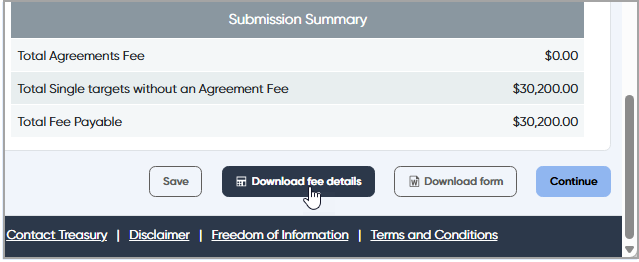 Submission Summary
Total Agreements Fee $0.00
Total Single targets without an Agreement Fee $30,200.00
Total Fee Payable $30,200.00
Save Download fee details Download form Continue
Contact Treasury | Disclaimer | Freedom of Information | Terms and Conditions